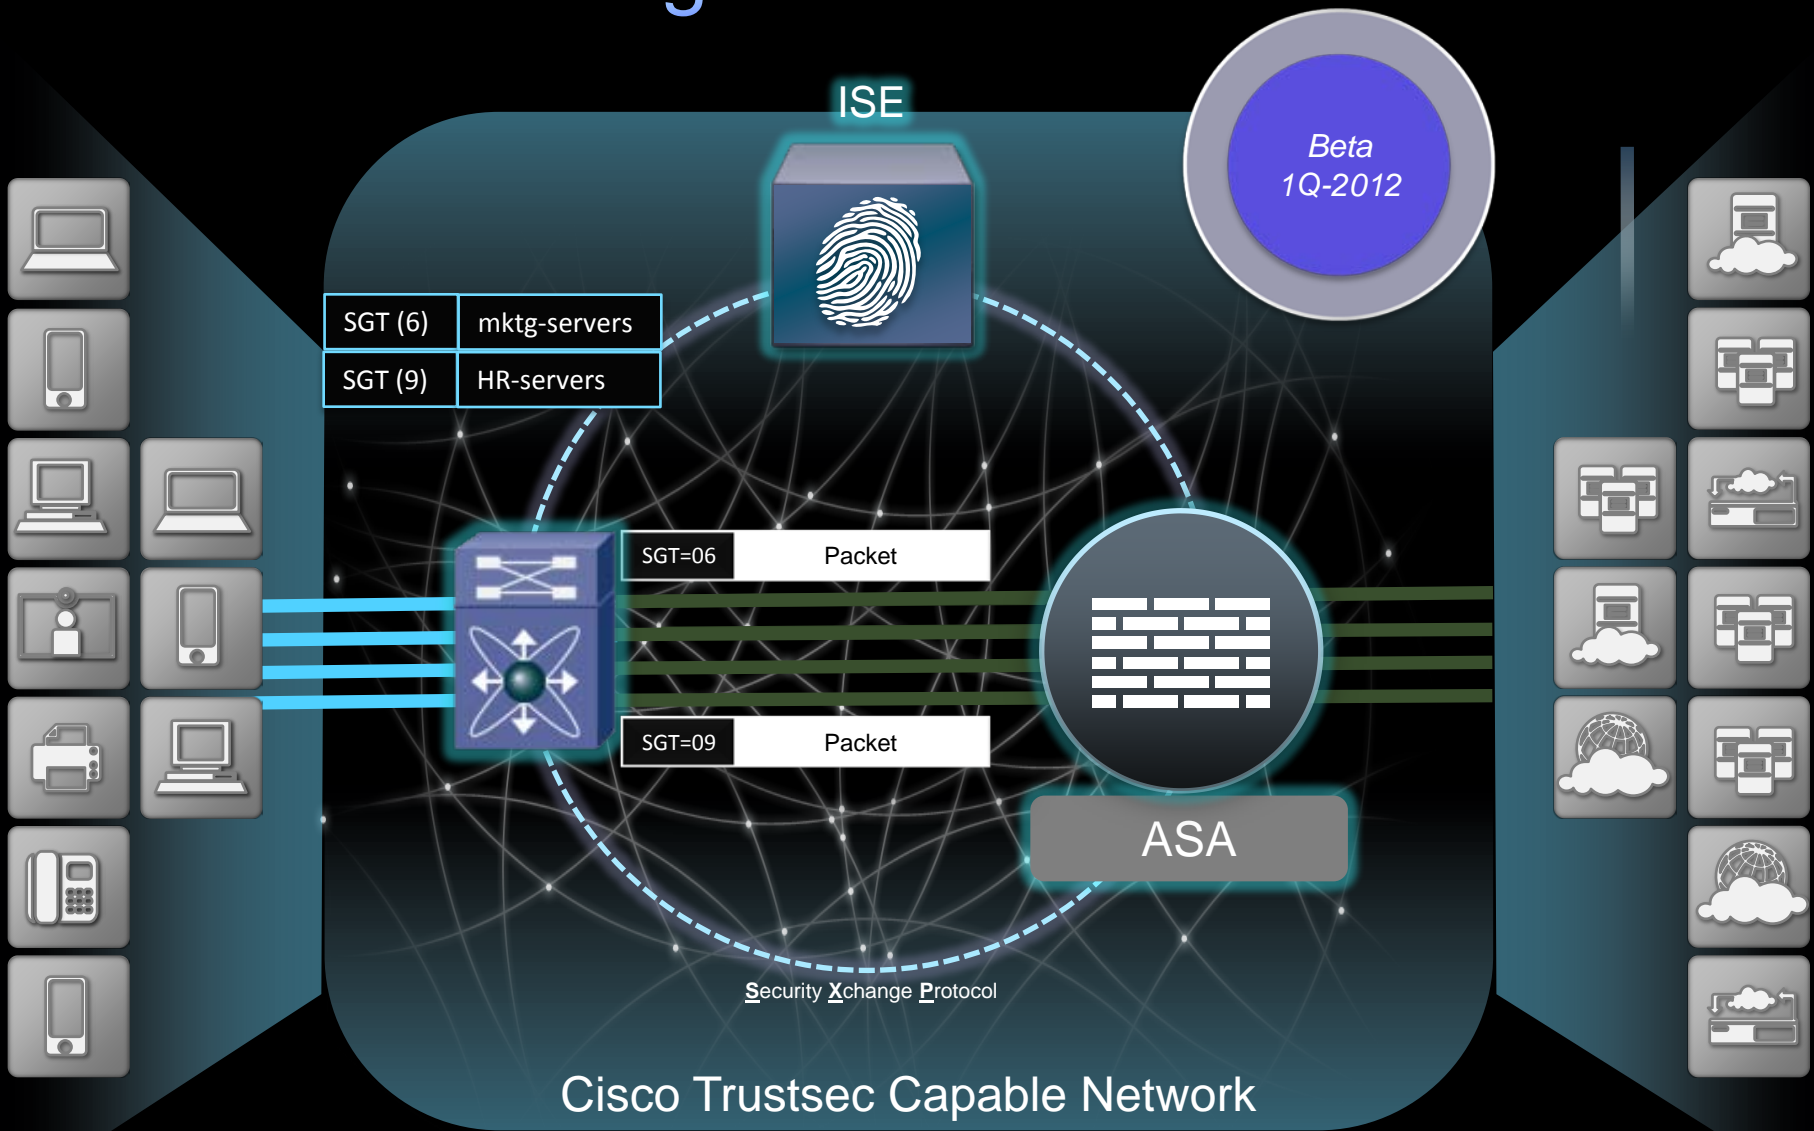 ISE
Beta
1Q-2012
SGT (6) mktg-servers
SGT (9) HR-servers
SGT=06 Packet
SGT=09 Packet
ASA
Security Xchange Protocol
Cisco Trustsec Capable Network